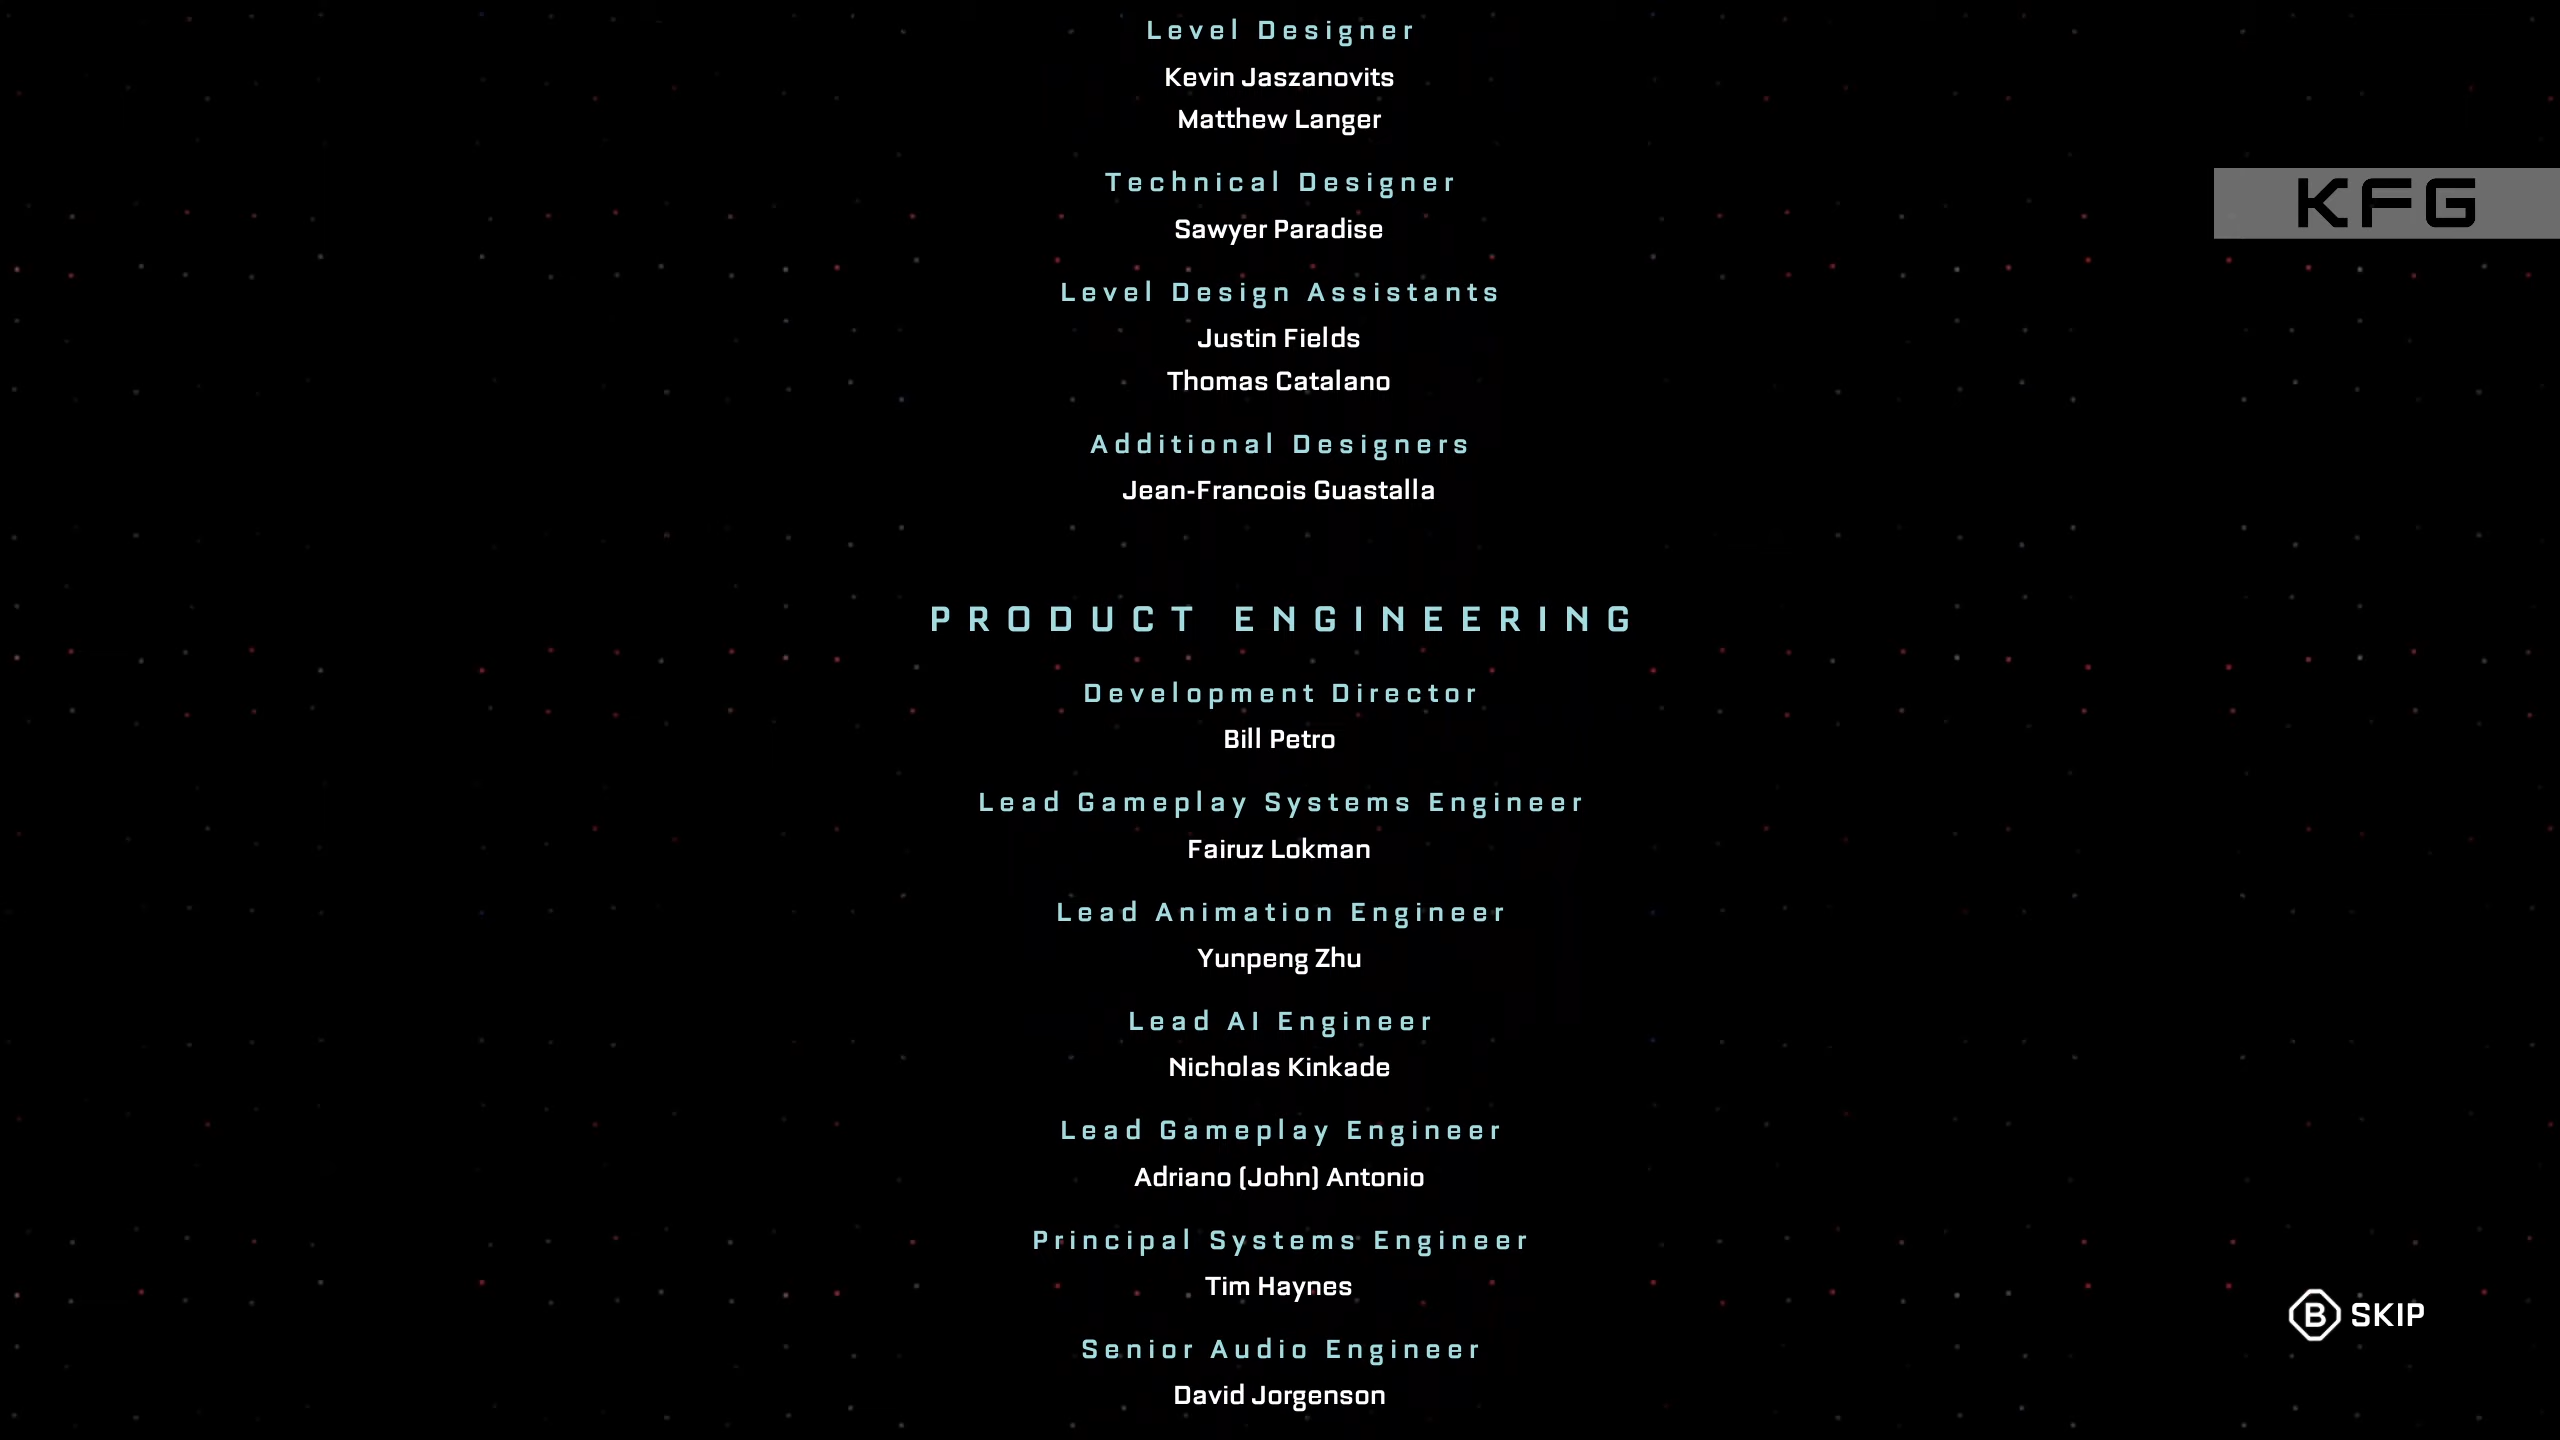 Level Designer
Kevin Jaszanovits
Matthew Langer
Technical Designer
Sawyer Paradise
KFG
Level Design Assistants
Justin Fields
Thomas Catalano
Additional Designers
Jean-Francois Guastalla
PRODUCT ENGINEERING
Development Director
Bill Petro
Lead Gameplay Systems Engineer
Fairuz Lokman
Lead Animation Engineer
Yunpeng Zhu
Lead AI Engineer
Nicholas Kinkade
Lead Gameplay Engineer
Adriano (John) Antonio
Principal Systems Engineer
Tim Haynes
B SKIP
Senior Audio Engineer
David Jorgenson